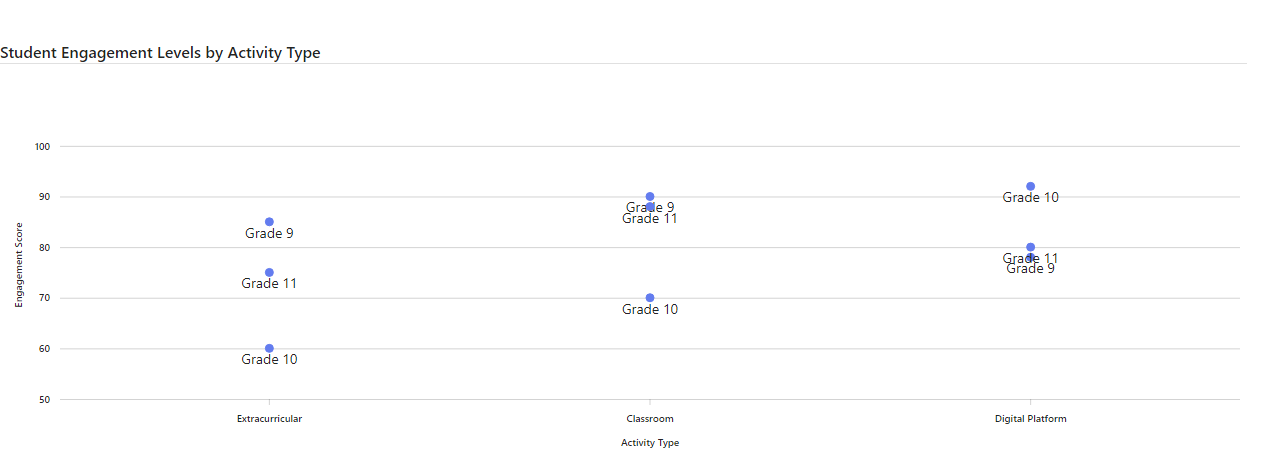 Student Engagement Levels by Activity Type
100
90
80
70
60
50
Engagement Score
Grade 9
Grade 11
Grade 10
Grade 9
Grade 11
Grade 10
Grade 10
Grade 11
Grade 9
Extracurricular
Classroom
Digital Platform
Activity Type